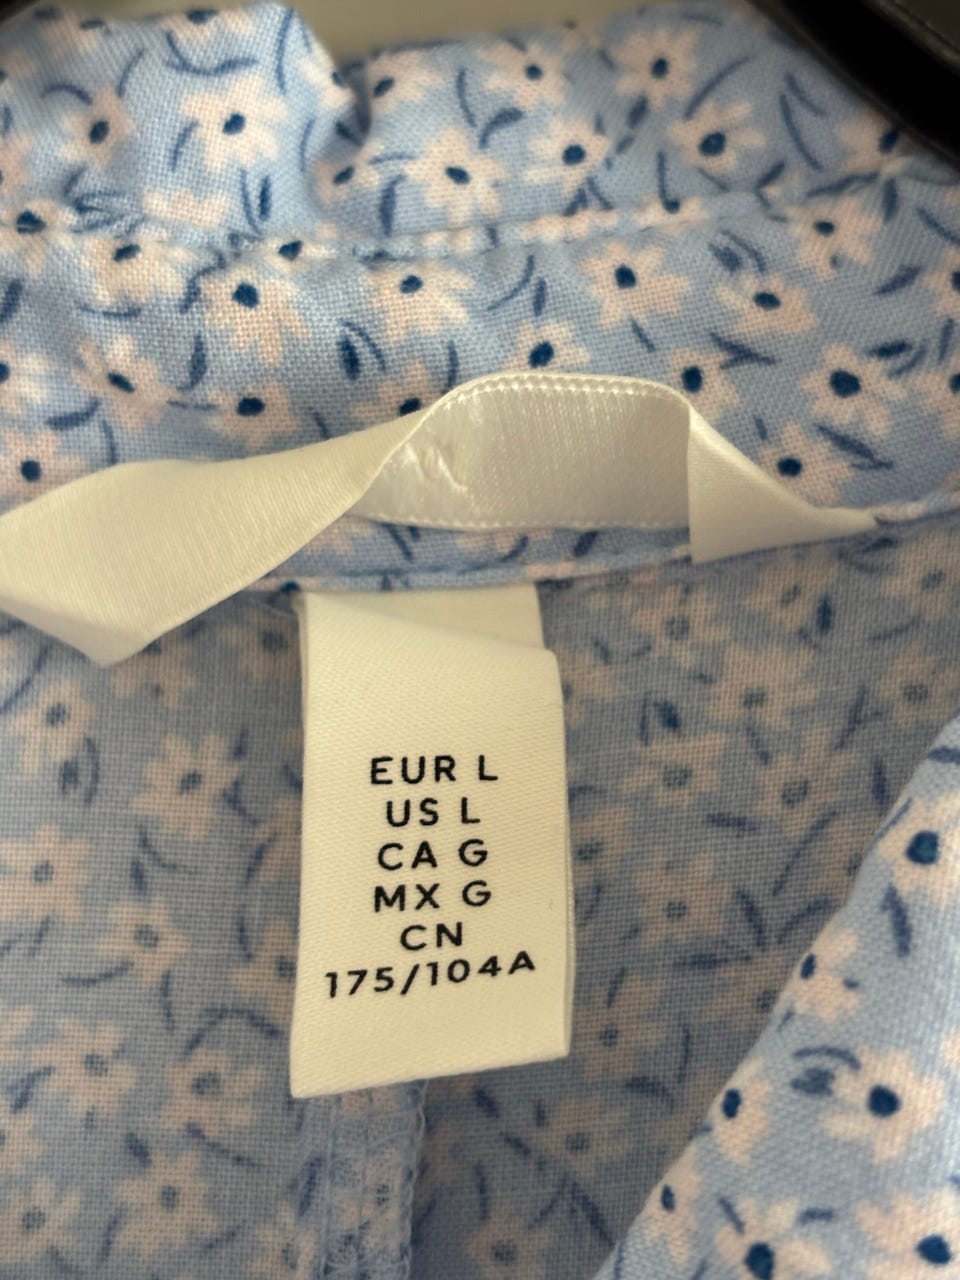 EUR L
US L
CA G
MX G
CN
175/104A